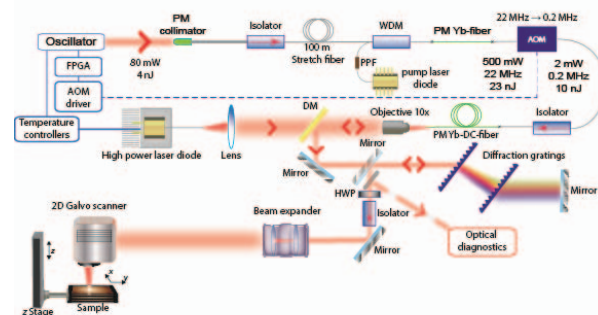 PM
collimator
Oscillator
Isolator
WDM
PM Yb-fiber
22 MHz → 0.2 MHz
AOM
FPGA
80 mW
4 nJ
100 m
Stretch fiber
PPF
pump laser
diode
500 mW
22 MHz
23 nJ
2 mW
0.2 MHz
10 nJ
AOM
driver
Temperature
controllers
High power laser diode
Lens
DM
Objective 10x
PM Yb-DC-fiber
Isolator
Mirror
Mirror
Diffraction gratings
Mirror
HWP
Isolator
Mirror
Optical
diagnostics
2D Galvo scanner
Beam expander
z
x
y
z Stage
Sample